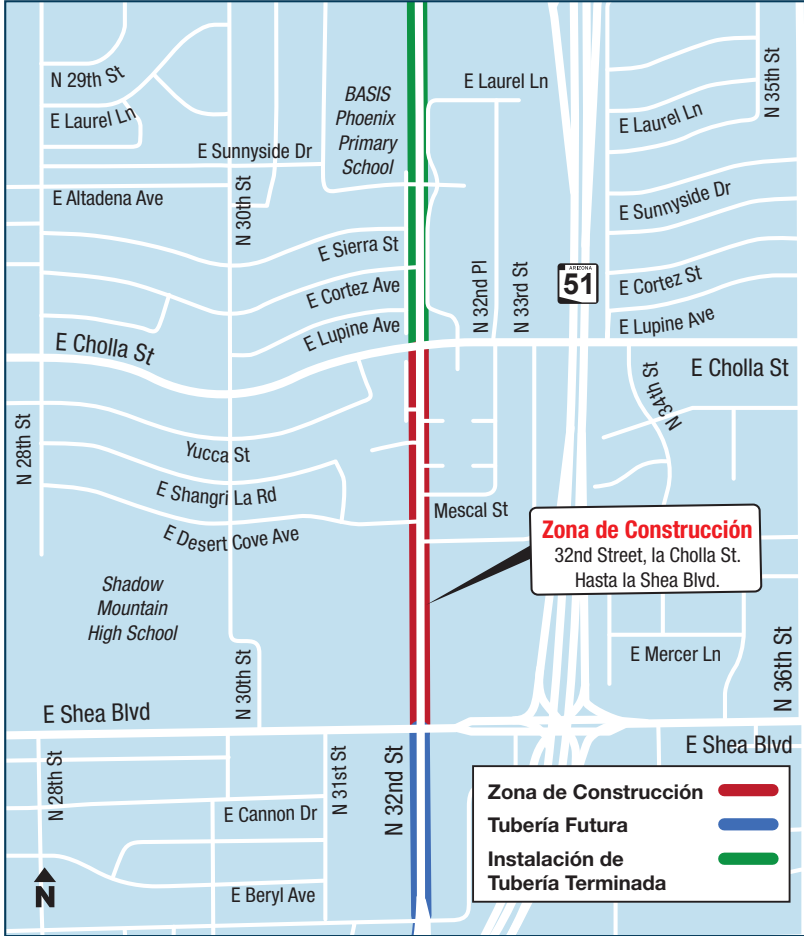 N 29th St
E Laurel Ln
E Sunnyside Dr
E Altadena Ave
N 30th St
BASIS
Phoenix
Primary
School
E Laurel Ln
E Laurel Ln
N 35th St
E Sunnyside Dr
E Sierra St
E Cortez Ave
E Lupine Ave
N 32nd Pl
N 33rd St
ARIZONA
51
E Cortez St
E Lupine Ave
E Cholla St
E Cholla St
N 28th St
Yucca St
E Shangri La Rd
E Desert Cove Ave
N 34th St
Mescal St
Zona de Construcción
32nd Street, la Cholla St.
Hasta la Shea Blvd.
Shadow
Mountain
High School
N 30th St
E Mercer Ln
N 36th St
E Shea Blvd
E Shea Blvd
N 28th St
N 31st St
N 32nd St
E Cannon Dr
E Beryl Ave
N
Zona de Construcción
Tubería Futura
Instalación de
Tubería Terminada